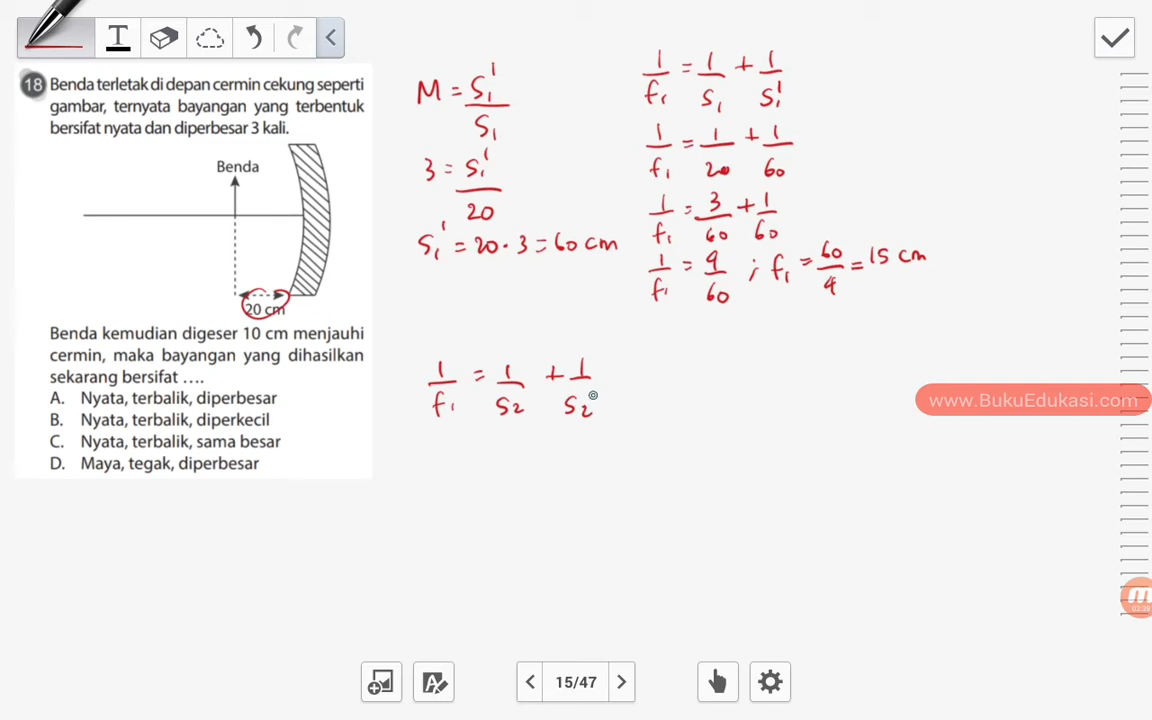 T
18 Benda terletak di depan cermin cekung seperti
gambar, ternyata bayangan yang terbentuk
bersifat nyata dan diperbesar 3 kali.
Benda
20 cm
Benda kemudian digeser 10 cm menjauhi
cermin, maka bayangan yang dihasilkan
sekarang bersifat ....
A. Nyata, terbalik, diperbesar
B. Nyata, terbalik, diperkecil
C. Nyata, terbalik, sama besar
D. Maya, tegak, diperbesar
M = S₁' / S₁
3 = S₁' / 20
S₁' = 20 · 3 = 60 cm
1/f₁ = 1/S₁ + 1/S₁'
1/f₁ = 1/20 + 1/60
1/f₁ = 3/60 + 1/60
1/f₁ = 4/60 ; f₁ = 60/4 = 15 cm
1/f₁ = 1/S₂ + 1/S₂
www.BukuEdukasi.com
15/47